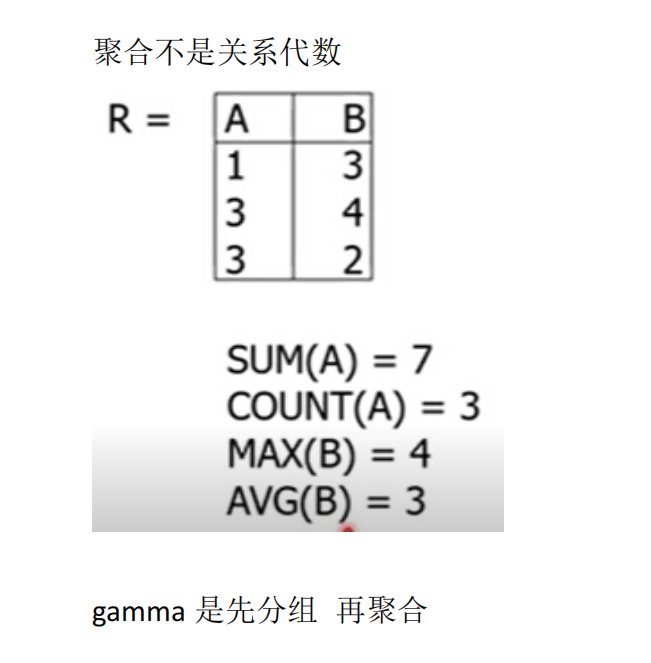 聚合不是关系代数
R = A B
1 3
3 4
3 2
SUM(A) = 7
COUNT(A) = 3
MAX(B) = 4
AVG(B) = 3
gamma 是先分组 再聚合